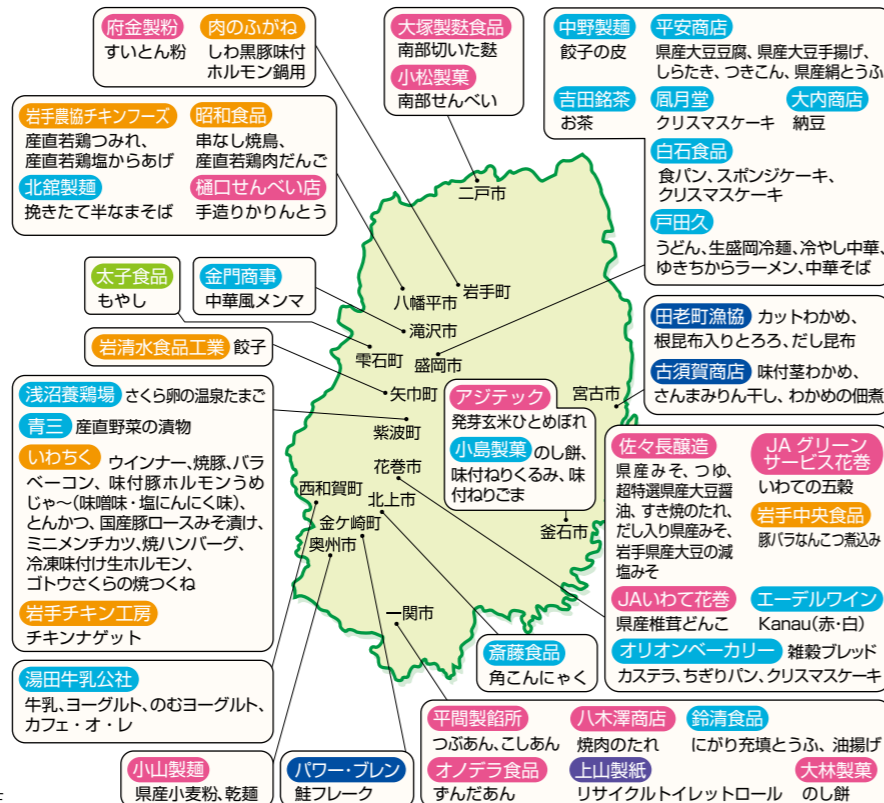 府金製粉 肉のふがね
すいとん粉 しわ黒豚味付
ホルモン鍋用
大塚製麩食品
南部切いた麩
小松製菓
南部せんべい
中野製麺 平安商店
餃子の皮 県産大豆豆腐、県産大豆手揚げ、
しらたき、つきこん、県産絹とうふ
吉田銘茶 凮月堂 大内商店
お茶 クリスマスケーキ 納豆
白石食品
食パン、スポンジケーキ、
クリスマスケーキ
戸田久
うどん、生盛岡冷麺、冷やし中華、
ゆきちからラーメン、中華そば
岩手農協チキンフーズ 昭和食品
産直若鶏つみれ、 串なし焼鳥、
産直若鶏塩からあげ 産直若鶏肉だんご
北舘製麺 樋口せんべい店
挽きたて半なまそば 手造りかりんとう
太子食品
もやし
金門商事
中華風メンマ
岩清水食品工業 餃子
二戸市
岩手町
八幡平市
滝沢市
雫石町
盛岡市
矢巾町
宮古市
紫波町
花巻市
西和賀町
北上市
金ケ崎町
奥州市
釜石市
一関市
田老町漁協 カットわかめ、
根昆布入りとろろ、だし昆布
古須賀商店 味付茎わかめ、
さんまみりん干し、わかめの佃煮
浅沼養鶏場 さくら卵の温泉たまご
青三 産直野菜の漬物
いわちく ウインナー、焼豚、バラ
ベーコン、味付豚ホルモンうめ
じゃ〜(味噌味・塩にんにく味)、
とんかつ、国産豚ロースみそ漬け、
ミニメンチカツ、焼ハンバーグ、
冷凍味付け生ホルモン、
ゴトウさくらの焼つくね
岩手チキン工房
チキンナゲット
アジテック
発芽玄米ひとめぼれ
小島製菓 のし餅、
味付ねりくるみ、味
付ねりごま
佐々長醸造
県産みそ、つゆ、
超特選県産大豆醤
油、すき焼のたれ、
だし入り県産みそ、
岩手県産大豆の減
塩みそ
JA グリーン
サービス花巻
いわての五穀
岩手中央食品
豚バラなんこつ煮込み
JAいわて花巻 エーデルワイン
県産椎茸どんこ Kanau(赤・白)
オリオンベーカリー 雑穀ブレッド
カステラ、ちぎりパン、クリスマスケーキ
湯田牛乳公社
牛乳、ヨーグルト、のむヨーグルト、
カフェ・オ・レ
斎藤食品
角こんにゃく
小山製麺
県産小麦粉、乾麺
パワー・ブレン
鮭フレーク
平間製餡所 八木澤商店 鈴清食品
つぶあん、こしあん 焼肉のたれ にがり充填とうふ、油揚げ
オノデラ食品 上山製紙 大林製菓
ずんだあん リサイクルトイレットロール のし餅